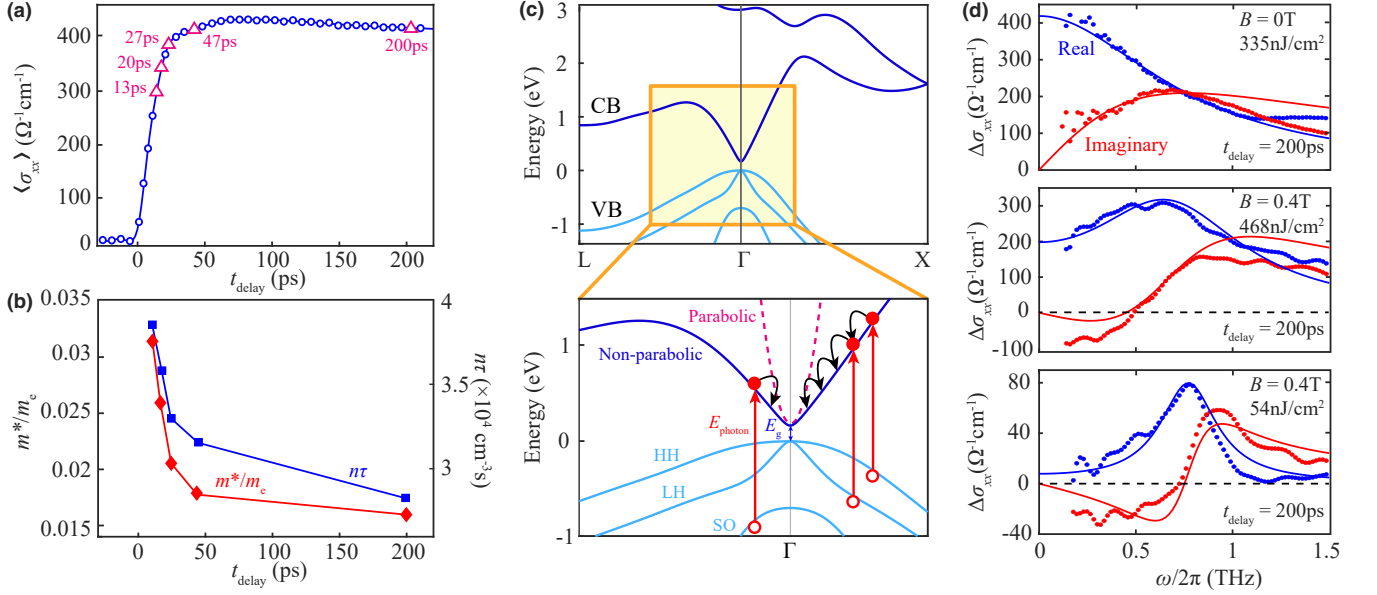 (a)
400
300
200
100
0
⟨σxx⟩ (Ω⁻¹cm⁻¹)
27ps
20ps
13ps
47ps
200ps
0
50
100
150
200
tdelay (ps)
(b)
0.035
0.03
0.025
0.02
0.015
m*/me
4
3.5
3
nτ (×10⁴ cm⁻³s)
nτ
m*/me
0
50
100
150
200
tdelay (ps)
(c)
3
2
1
0
-1
Energy (eV)
CB
VB
L
Γ
X
1
0
-1
Energy (eV)
Parabolic
Non-parabolic
Ephoton
Eg
HH
LH
SO
Γ
(d)
400
300
200
100
0
Δσxx(Ω⁻¹cm⁻¹)
B = 0T
335nJ/cm²
Real
Imaginary
tdelay = 200ps
300
200
100
0
-100
Δσxx(Ω⁻¹cm⁻¹)
B = 0.4T
468nJ/cm²
tdelay = 200ps
80
40
0
-40
Δσxx(Ω⁻¹cm⁻¹)
B = 0.4T
54nJ/cm²
tdelay = 200ps
0
0.5
1
1.5
ω/2π (THz)